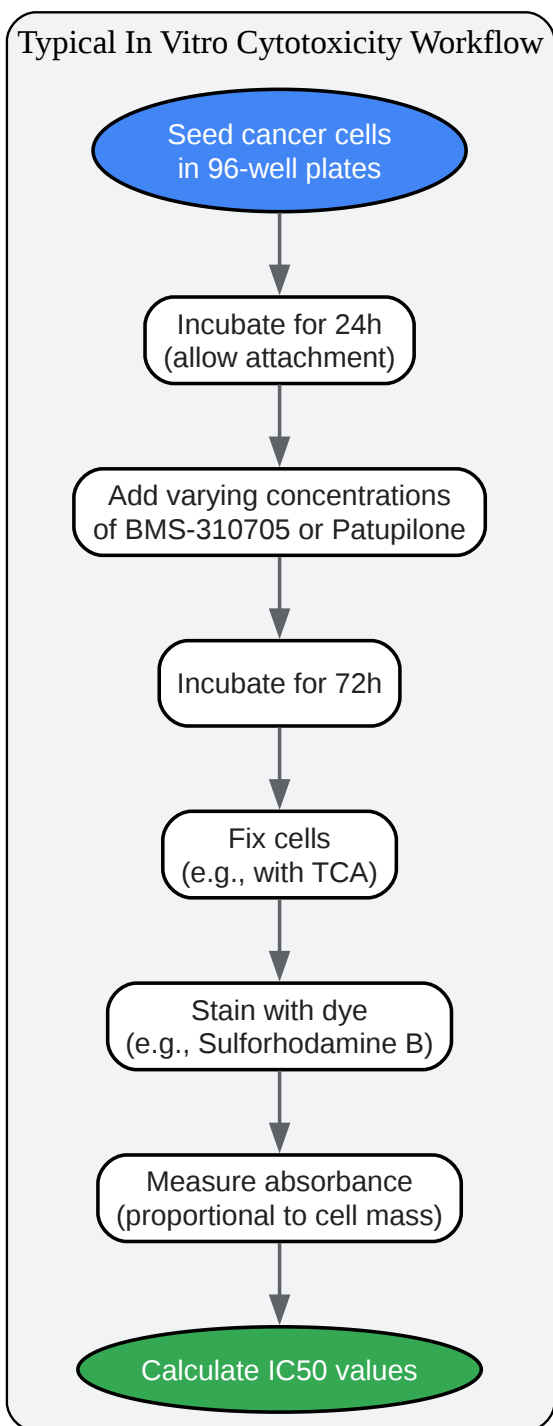 Typical In Vitro Cytotoxicity Workflow
Seed cancer cells
in 96-well plates
Incubate for 24h
(allow attachment)
Add varying concentrations
of BMS-310705 or Patupilone
Incubate for 72h
Fix cells
(e.g., with TCA)
Stain with dye
(e.g., Sulforhodamine B)
Measure absorbance
(proportional to cell mass)
Calculate IC50 values